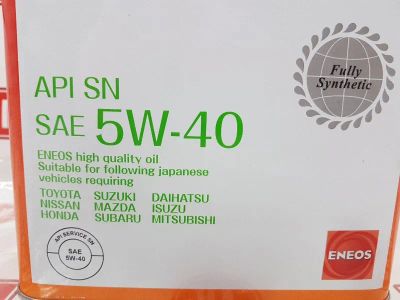 Fully
Synthetic
API SN
SAE 5W-40
ENEOS high quality oil
Suitable for following japanese
vehicles requiring
TOYOTA SUZUKI DAIHATSU
NISSAN MAZDA ISUZU
HONDA SUBARU MITSUBISHI
API SERVICE SN
SAE
5W-40
ENEOS